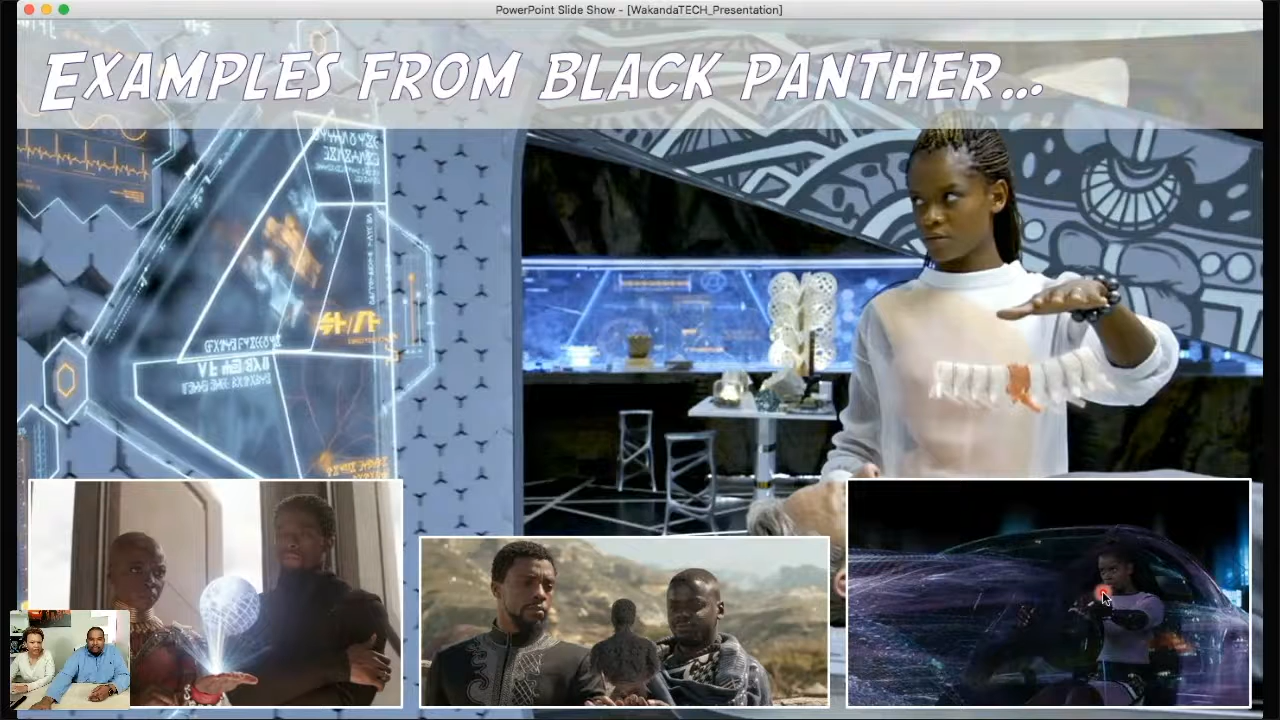 PowerPoint Slide Show - [WakandaTECH_Presentation]
EXAMPLES FROM BLACK PANTHER...